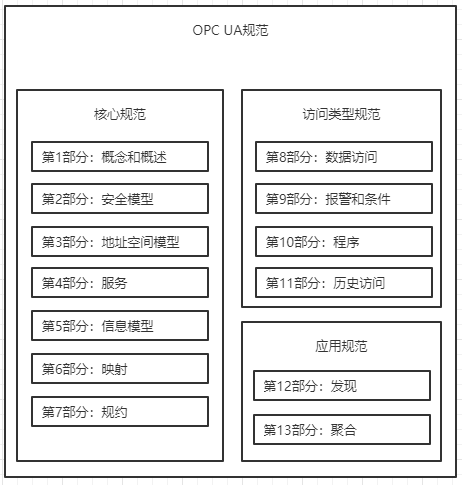 OPC UA规范
核心规范
第1部分：概念和概述
第2部分：安全模型
第3部分：地址空间模型
第4部分：服务
第5部分：信息模型
第6部分：映射
第7部分：规约
访问类型规范
第8部分：数据访问
第9部分：报警和条件
第10部分：程序
第11部分：历史访问
应用规范
第12部分：发现
第13部分：聚合